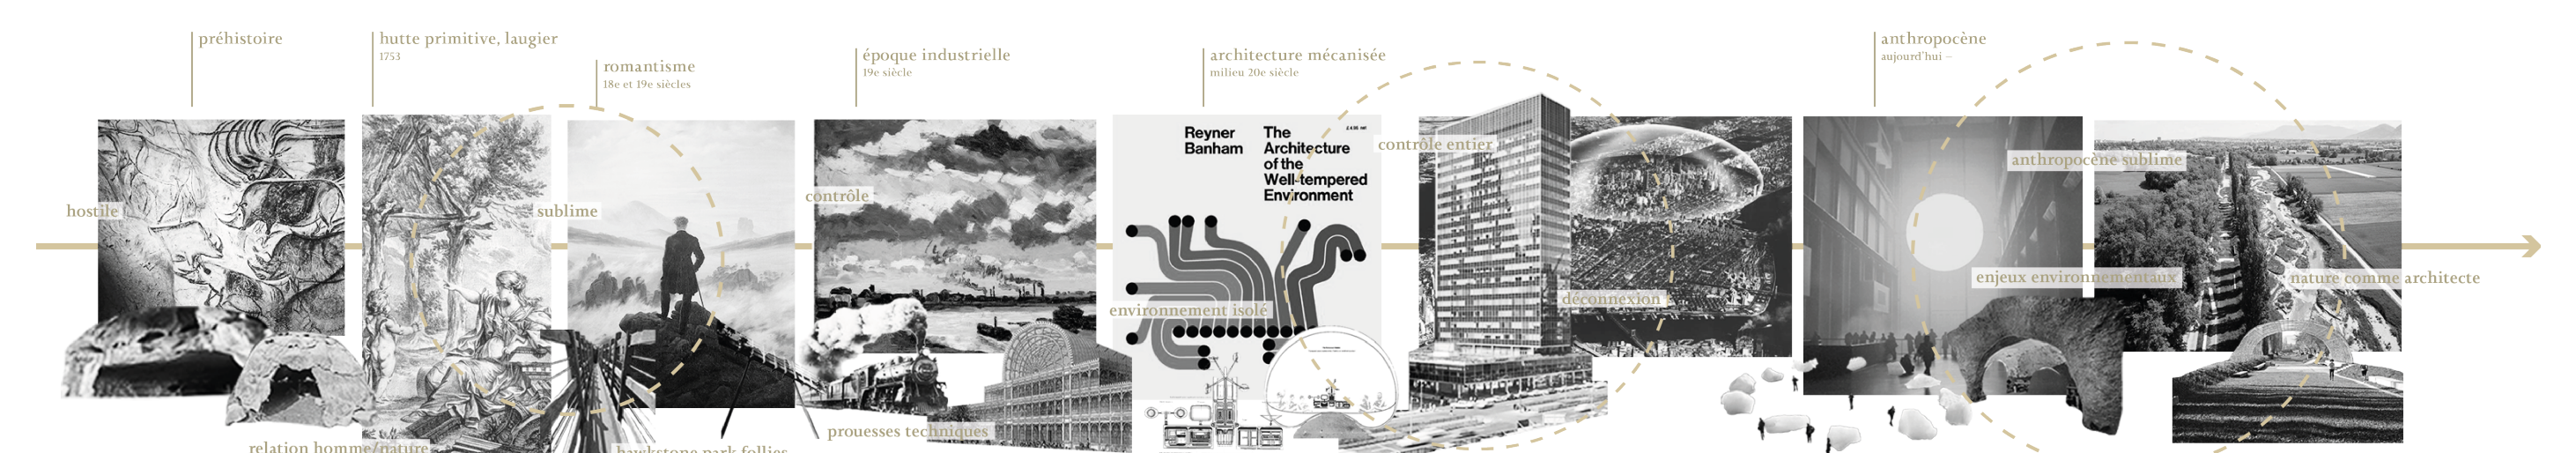 préhistoire
hutte primitive, laugier
1753
romantisme
18e et 19e siècles
époque industrielle
19e siècle
architecture mécanisée
milieu 20e siècle
anthropocène
aujourd'hui –
hostile
sublime
contrôle
Reyner
Banham
The
Architecture
of the
Well-tempered
Environment
contrôle entier
environnement isolé
déconnexion
anthropocène sublime
enjeux environnementaux
nature comme architecte
relation homme/nature
hawkstone park follies
prouesses techniques